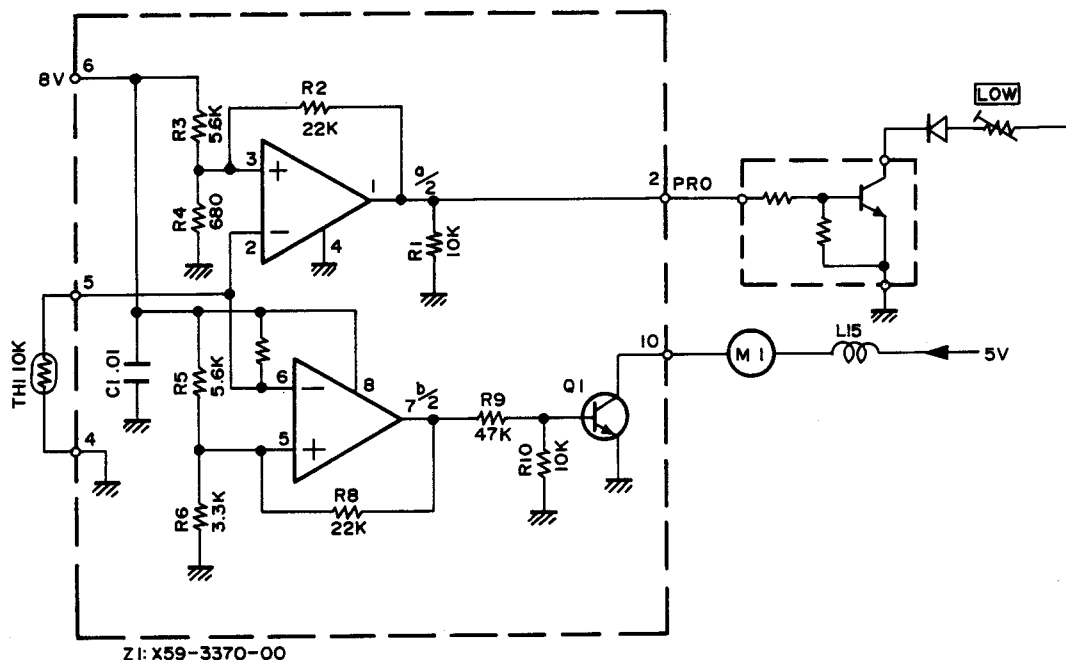 8V
6
R3
5.6K
R2
22K
R4
680
3
+
-
2
1
4
a/2
R1
10K
2
PRO
LOW
5
TH1 10K
4
C1 .01
R5
5.6K
6
-
8
5
+
7
b/2
R6
3.3K
R8
22K
R9
47K
R10
10K
Q1
10
M1
L15
5V
Z1: X59-3370-00